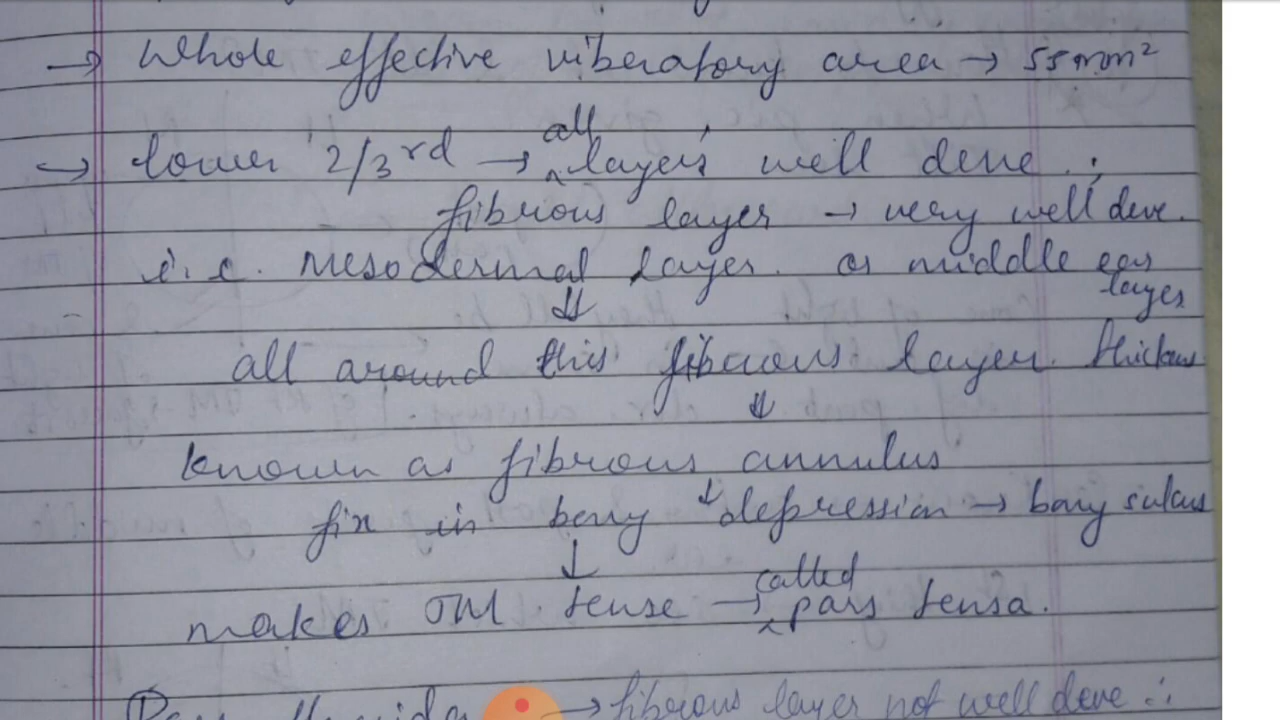 → Whole effective viberatory area → 55mm²
→ lower 2/3rd → all layers well deve .;
fibrous layer → very well deve.
i.e. mesodermal layer. or middle ear layer
⇓
all around this fibrous layer. thickens
⇓
known as fibrous annulus
↓
fix in bony depression → bony sulcus
↓
makes TM tense → called pars tensa.
→ fibrous layer not well deve ∴